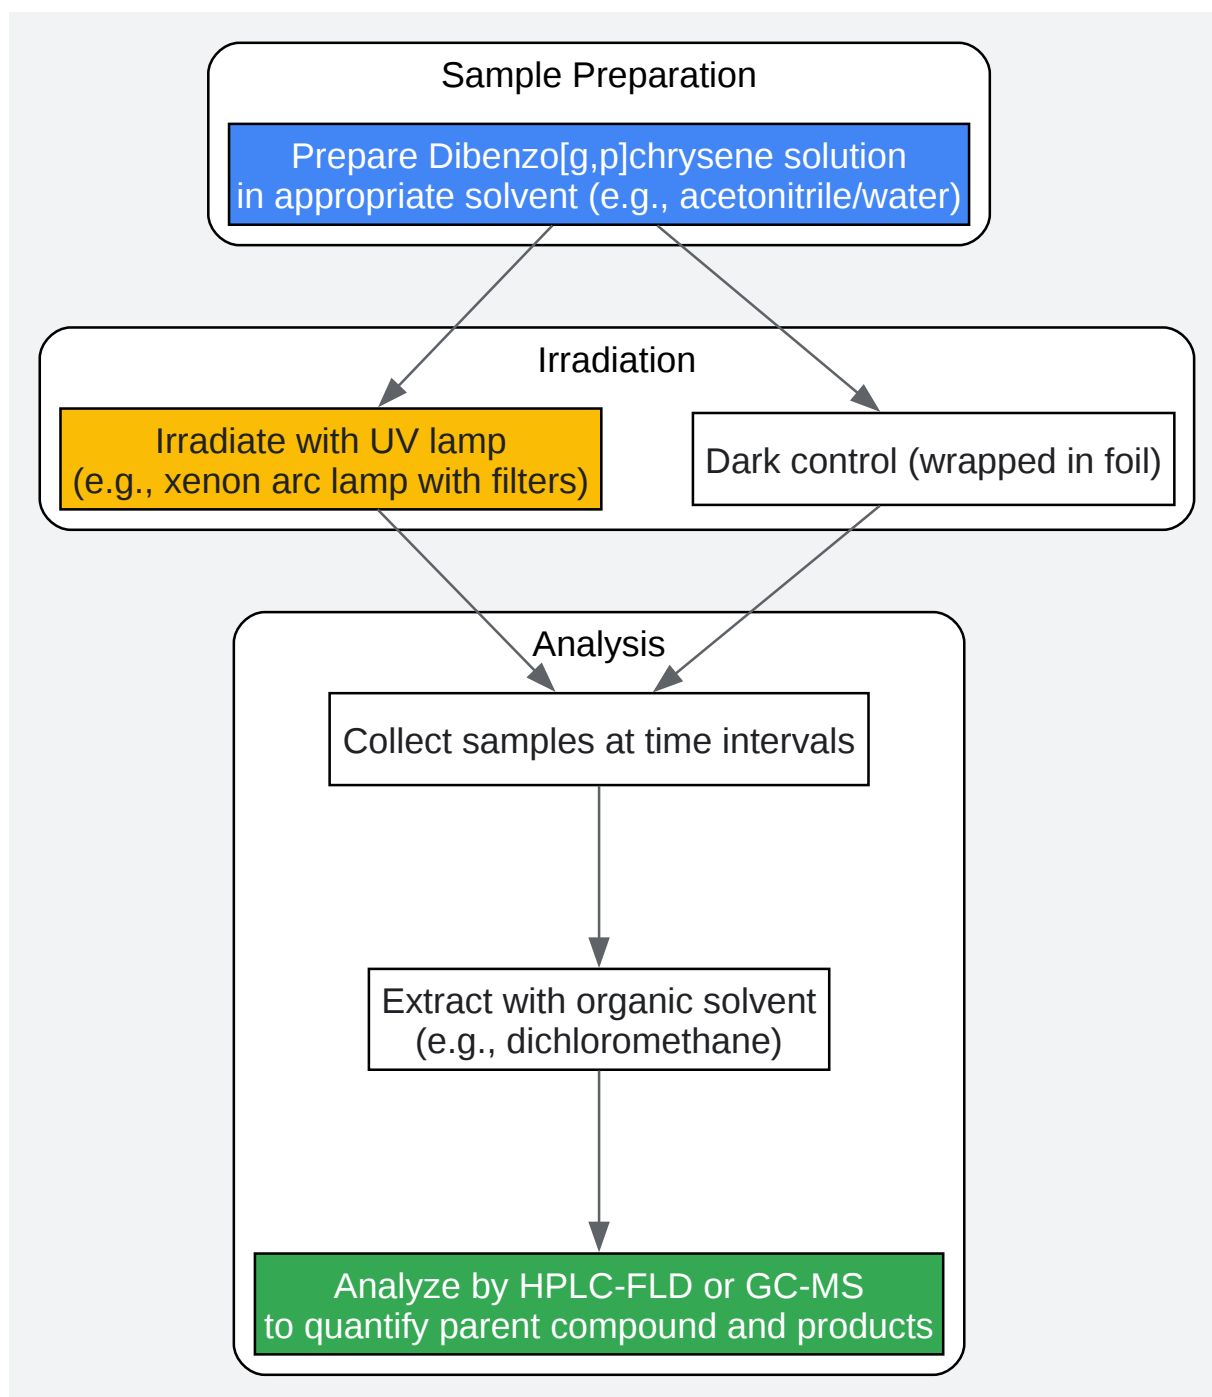 Sample Preparation
Prepare Dibenzo[g,p]chrysene solution
in appropriate solvent (e.g., acetonitrile/water)
Irradiation
Irradiate with UV lamp
(e.g., xenon arc lamp with filters)
Dark control (wrapped in foil)
Analysis
Collect samples at time intervals
Extract with organic solvent
(e.g., dichloromethane)
Analyze by HPLC-FLD or GC-MS
to quantify parent compound and products